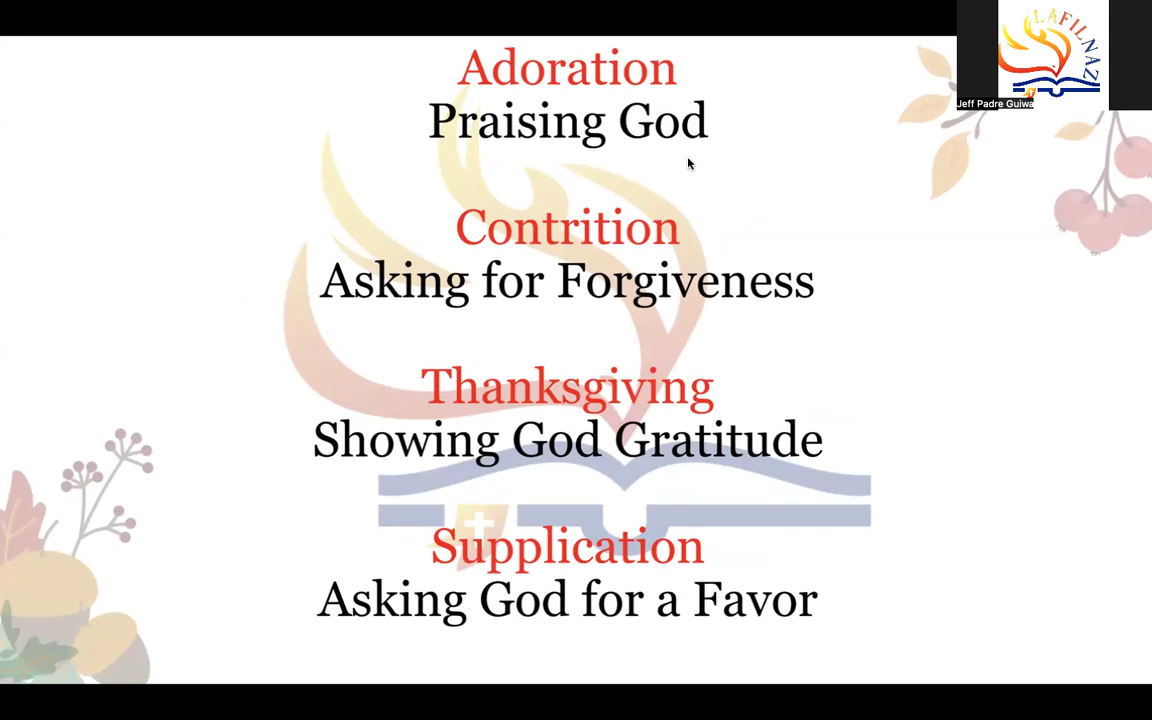 Adoration
Praising God
Contrition
Asking for Forgiveness
Thanksgiving
Showing God Gratitude
Supplication
Asking God for a Favor
LAFILNAZ
Jeff Padre Guiwa